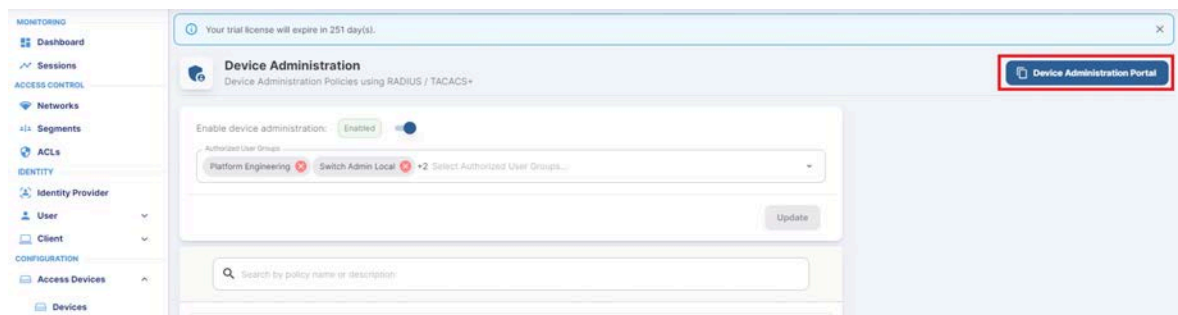 MONITORING
Dashboard
Sessions
ACCESS CONTROL
Networks
Segments
ACLs
IDENTITY
Identity Provider
User
Client
CONFIGURATION
Access Devices
Devices
Your trial license will expire in 251 day(s).
Device Administration
Device Administration Policies using RADIUS / TACACS+
Device Administration Portal
Enable device administration: Enabled
Authorized User Groups
Platform Engineering Switch Admin Local +2 Select Authorized User Groups...
Update
Search by policy name or description